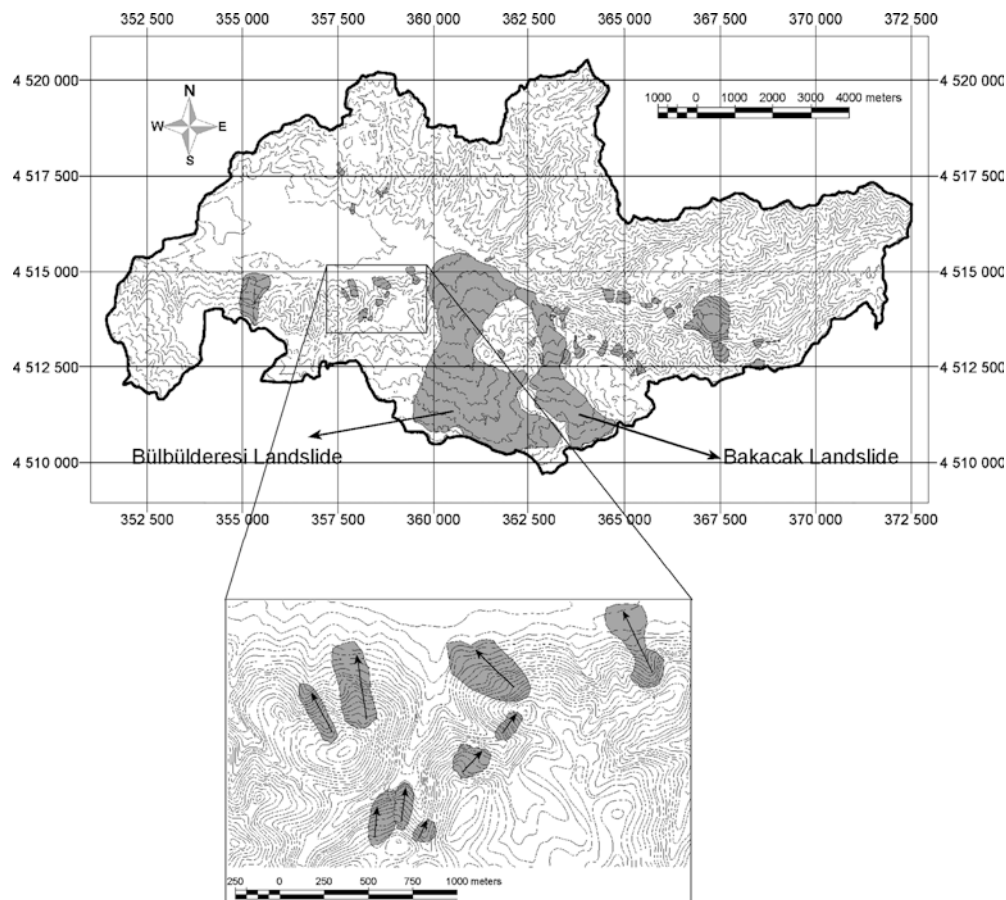 352 500 355 000 357 500 360 000 362 500 365 000 367 500 370 000 372 500
4 520 000 4 520 000
N
W E
S
1000 0 1000 2000 3000 4000 meters
4 517 500 4 517 500
4 515 000 4 515 000
4 512 500 4 512 500
Bülbülderesi Landslide Bakacak Landslide
4 510 000 4 510 000
352 500 355 000 357 500 360 000 362 500 365 000 367 500 370 000 372 500
250 0 250 500 750 1000 meters